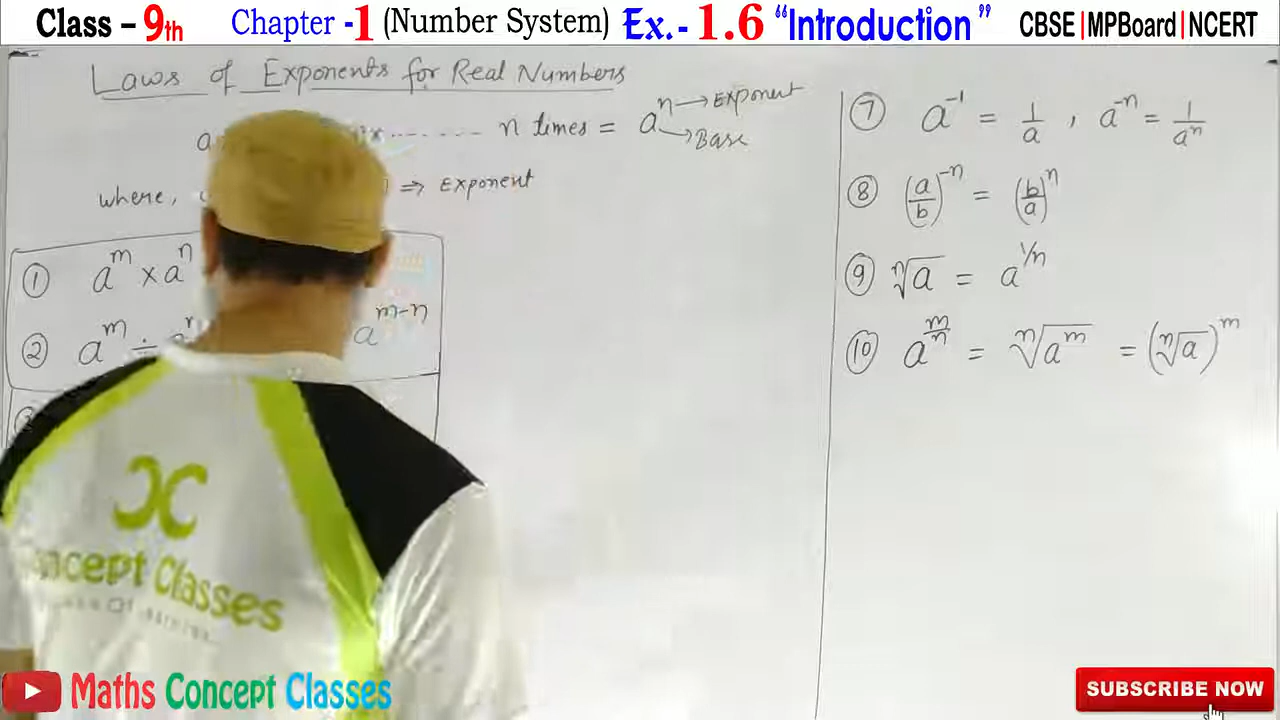 Class – 9th Chapter -1 (Number System) Ex.- 1.6 “Introduction” CBSE |MPBoard|NCERT
Laws of Exponents for Real Numbers
........ n times = aⁿ → Exponent
→ Base
where, ⇒ Exponent
① aᵐ × aⁿ
② aᵐ ÷ aᵐ⁻ⁿ
⑦ a⁻¹ = 1/a , a⁻ⁿ = 1/aⁿ
⑧ (a/b)⁻ⁿ = (b/a)ⁿ
⑨ ⁿ√a = a^(1/n)
⑩ a^(m/n) = ⁿ√(aᵐ) = (ⁿ√a)ᵐ
Concept Classes
Maths Concept Classes
SUBSCRIBE NOW